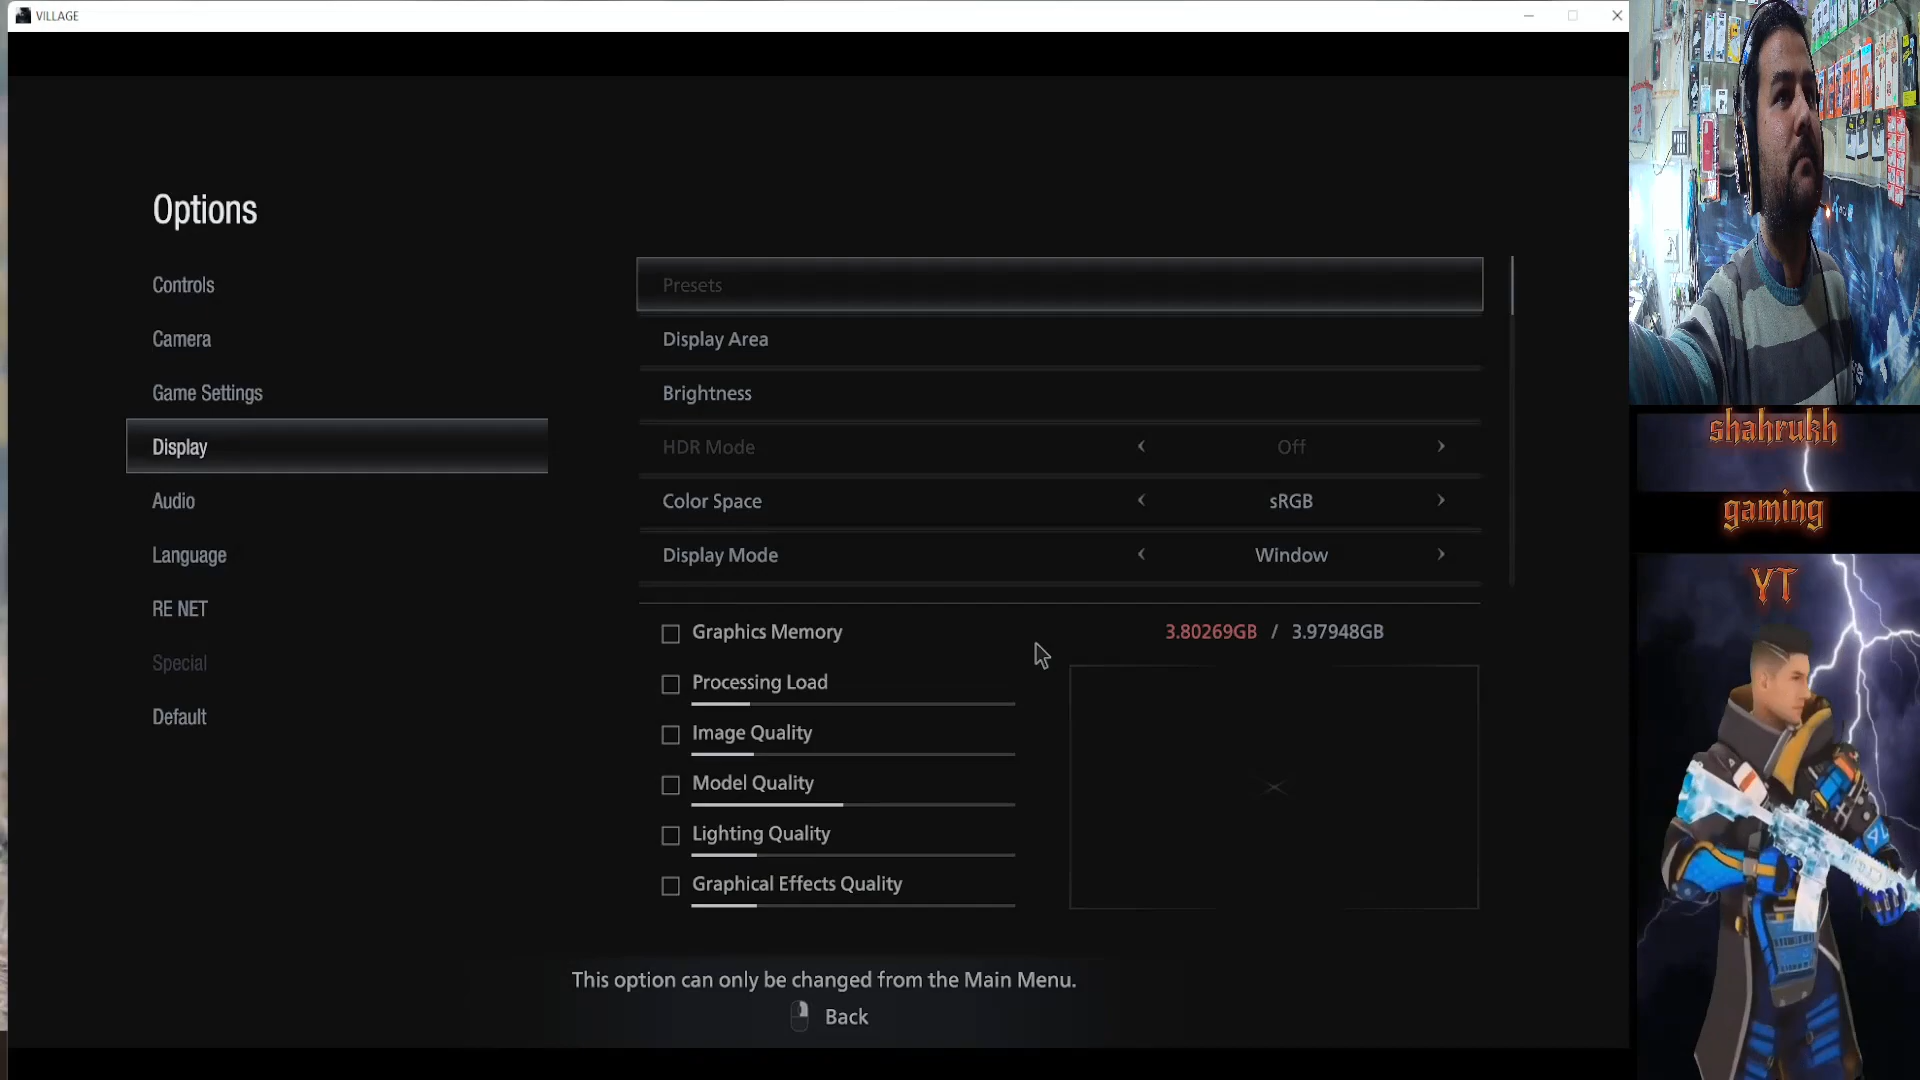 VILLAGE
Options
Controls
Camera
Game Settings
Display
Audio
Language
RE NET
Special
Default
Presets
Display Area
Brightness
HDR Mode < Off >
Color Space < sRGB >
Display Mode < Window >
Graphics Memory 3.80269GB / 3.97948GB
Processing Load
Image Quality
Model Quality
Lighting Quality
Graphical Effects Quality
This option can only be changed from the Main Menu.
Back
shahrukh
gaming
YT